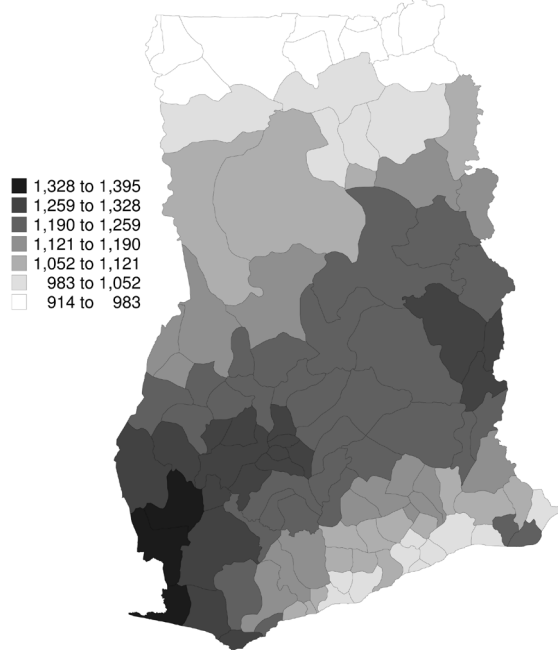 1,328 to 1,395
1,259 to 1,328
1,190 to 1,259
1,121 to 1,190
1,052 to 1,121
983 to 1,052
914 to 983